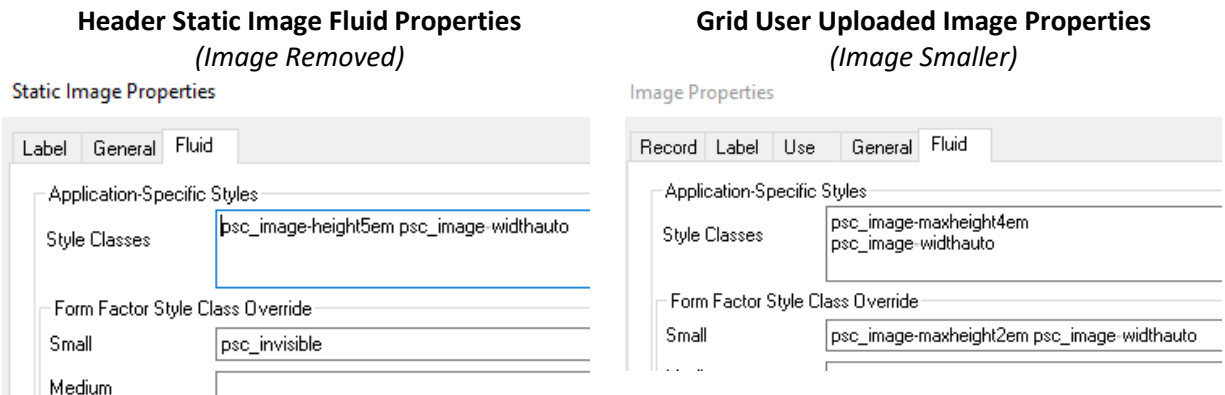 Header Static Image Fluid Properties
(Image Removed)
Static Image Properties
Label General Fluid
Application-Specific Styles
Style Classes
psc_image-height5em psc_image-widthauto
Form Factor Style Class Override
Small
psc_invisible
Medium
Grid User Uploaded Image Properties
(Image Smaller)
Image Properties
Record Label Use General Fluid
Application-Specific Styles
Style Classes
psc_image-maxheight4em
psc_image-widthauto
Form Factor Style Class Override
Small
psc_image-maxheight2em psc_image-widthauto